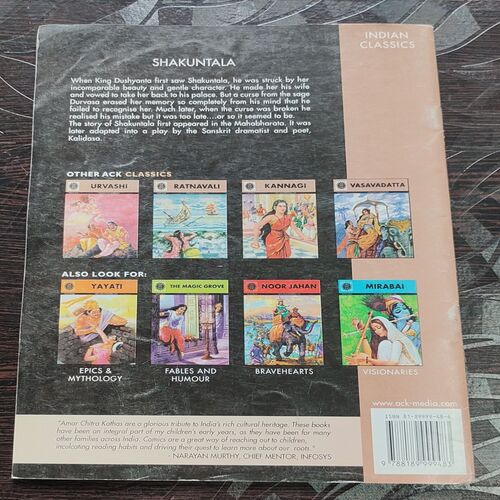 INDIAN
CLASSICS
SHAKUNTALA
When King Dushyanta first saw Shakuntala, he was struck by her
incomparable beauty and gentle character. He made her his wife
and vowed to take her back to his palace. But a curse from the sage
Durvasa erased her memory so completely from his mind that he
failed to recognise her. Much later, when the curse was broken he
realised his mistake but it was too late....or so it seemed to be.
The story of Shakuntala first appeared in the Mahabharata. It was
later adapted into a play by the Sanskrit dramatist and poet,
Kalidasa.
OTHER ACK CLASSICS
URVASHI
RATNAVALI
KANNAGI
VASAVADATTA
ALSO LOOK FOR:
YAYATI
THE MAGIC GROVE
NOOR JAHAN
MIRABAI
EPICS &
MYTHOLOGY
FABLES AND
HUMOUR
BRAVEHEARTS
VISIONARIES
www.ack-media.com
"Amar Chitra Kathas are a glorious tribute to India's rich cultural heritage. These books
have been an integral part of my children's early years, as they have been for
many other families across India. Comics are a great way of reaching out to children,
inculcating reading habits and driving their quest to learn more about our roots."
- NARAYAN MURTHY, CHIEF MENTOR, INFOSYS
ISBN 81-89999-48-6
9 788189 999483